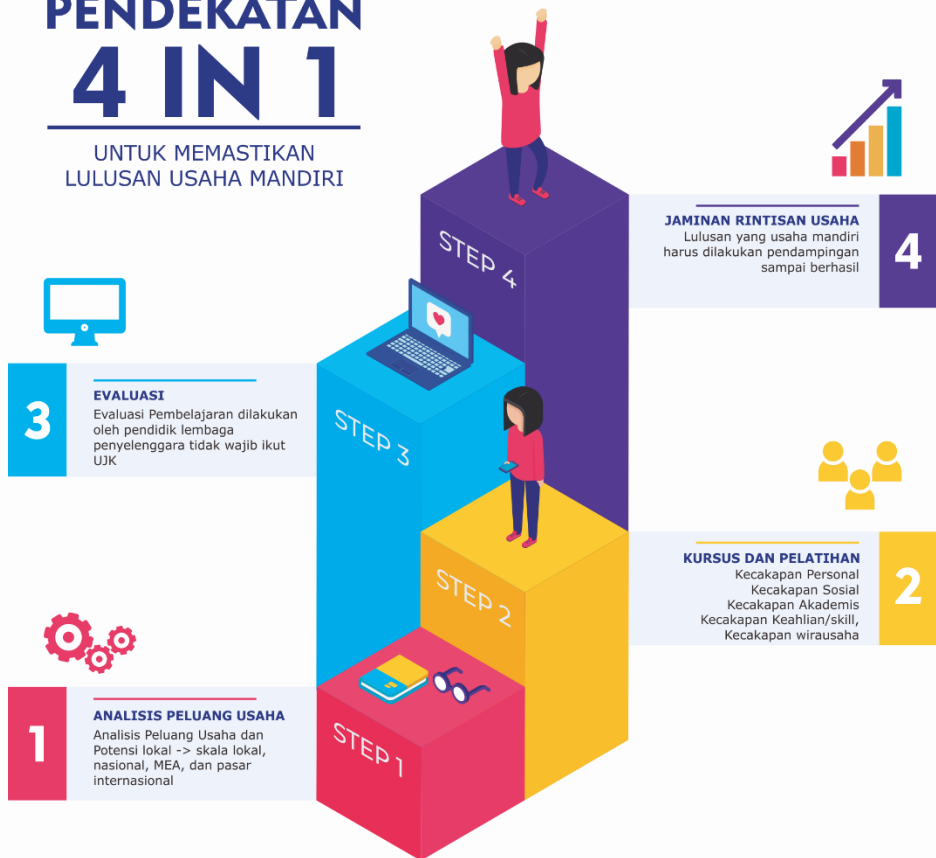 PENDEKATAN
4 IN 1
UNTUK MEMASTIKAN
LULUSAN USAHA MANDIRI
STEP 4
JAMINAN RINTISAN USAHA
Lulusan yang usaha mandiri
harus dilakukan pendampingan
sampai berhasil
4
3
EVALUASI
Evaluasi Pembelajaran dilakukan
oleh pendidik lembaga
penyelenggara tidak wajib ikut
UJK
STEP 3
STEP 2
KURSUS DAN PELATIHAN
Kecakapan Personal
Kecakapan Sosial
Kecakapan Akademis
Kecakapan Keahlian/skill,
Kecakapan wirausaha
2
1
ANALISIS PELUANG USAHA
Analisis Peluang Usaha dan
Potensi lokal -> skala lokal,
nasional, MEA, dan pasar
internasional
STEP 1